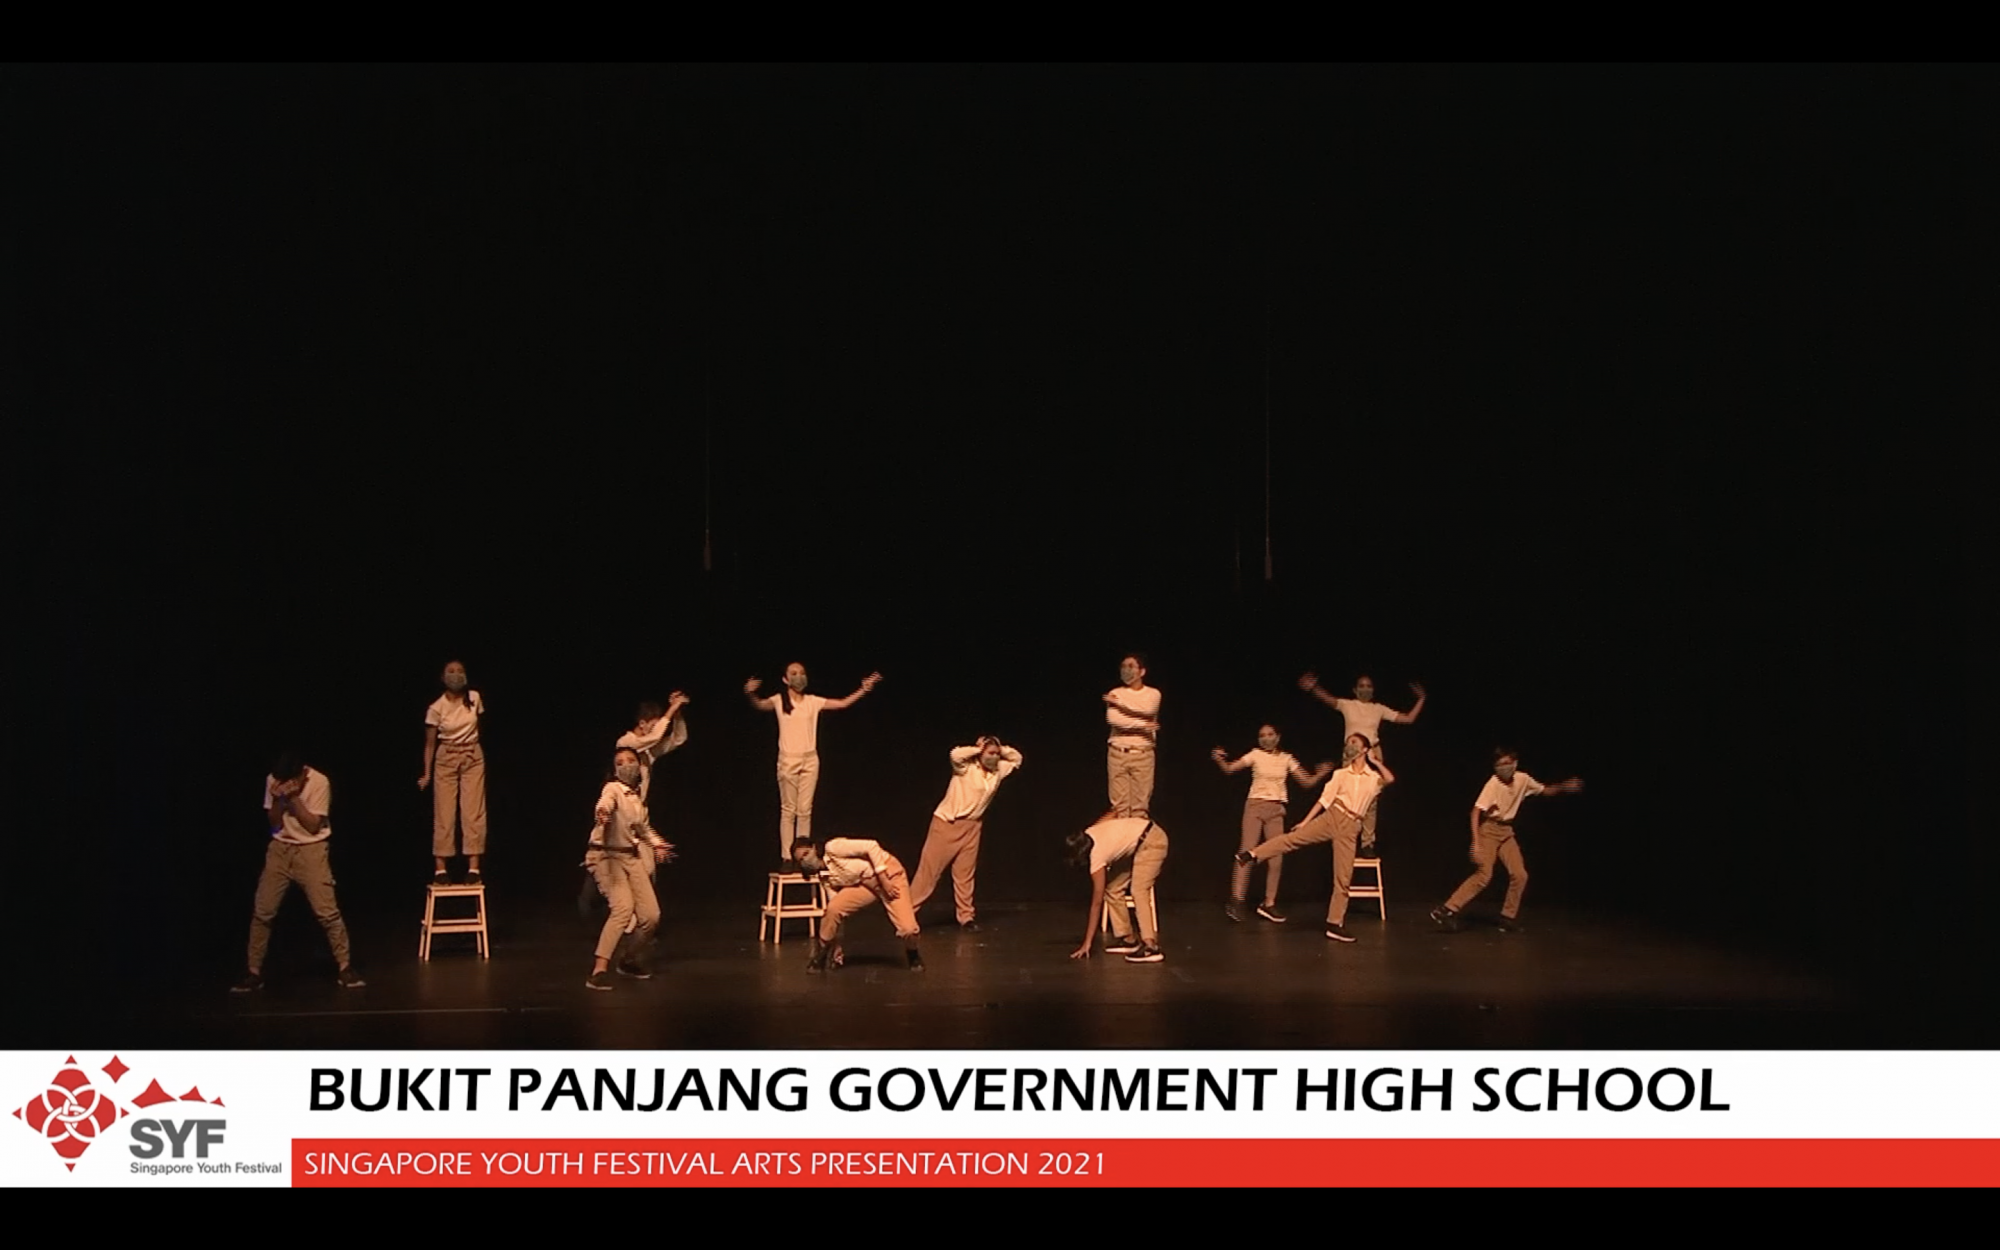 BUKIT PANJANG GOVERNMENT HIGH SCHOOL
SYF
Singapore Youth Festival
SINGAPORE YOUTH FESTIVAL ARTS PRESENTATION 2021